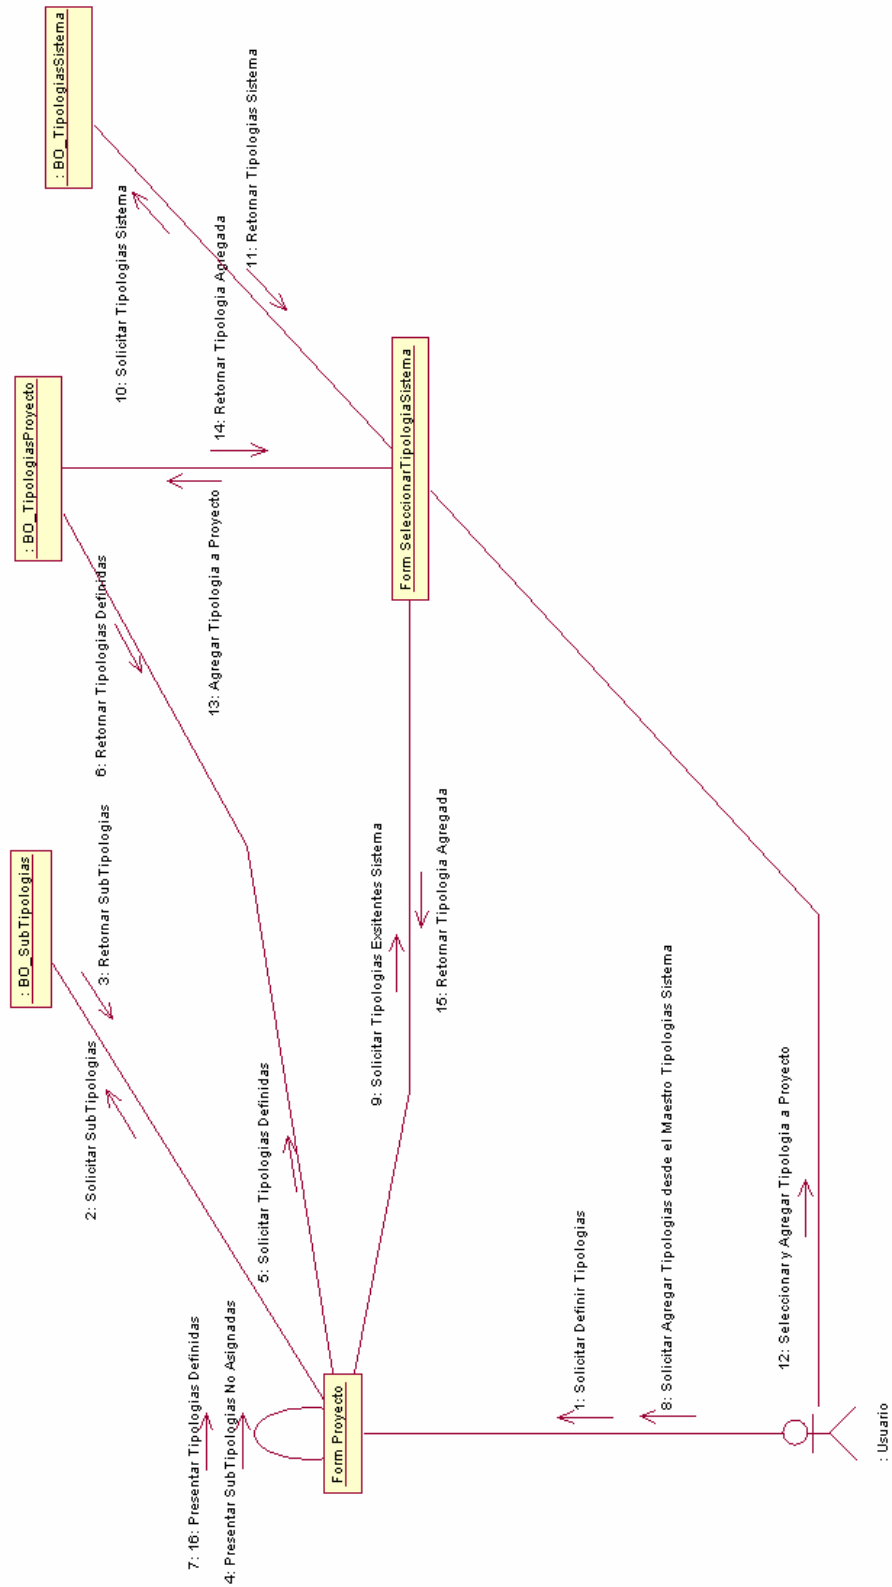 : BO_SubTipologias
: BO_TipologiasProyecto
: BO_TipologiasSistema
3: Retornar SubTipologias
2: Solicitar SubTipologias
6: Retornar Tipologias Definidas
10: Solicitar Tipologias Sistema
11: Retornar Tipologias Sistema
14: Retornar Tipologia Agregada
13: Agregar Tipologia a Proyecto
7: 16: Presentar Tipologias Definidas
4: Presentar SubTipologias No Asignadas
5: Solicitar Tipologias Definidas
Form Proyecto
9: Solicitar Tipologias Exsitentes Sistema
15: Retornar Tipologia Agregada
Form SeleccionarTipologiaSistema
1: Solicitar Definir Tipologias
8: Solicitar Agregar Tipologias desde el Maestro Tipologias Sistema
12: Seleccionar y Agregar Tipologia a Proyecto
: Usuario